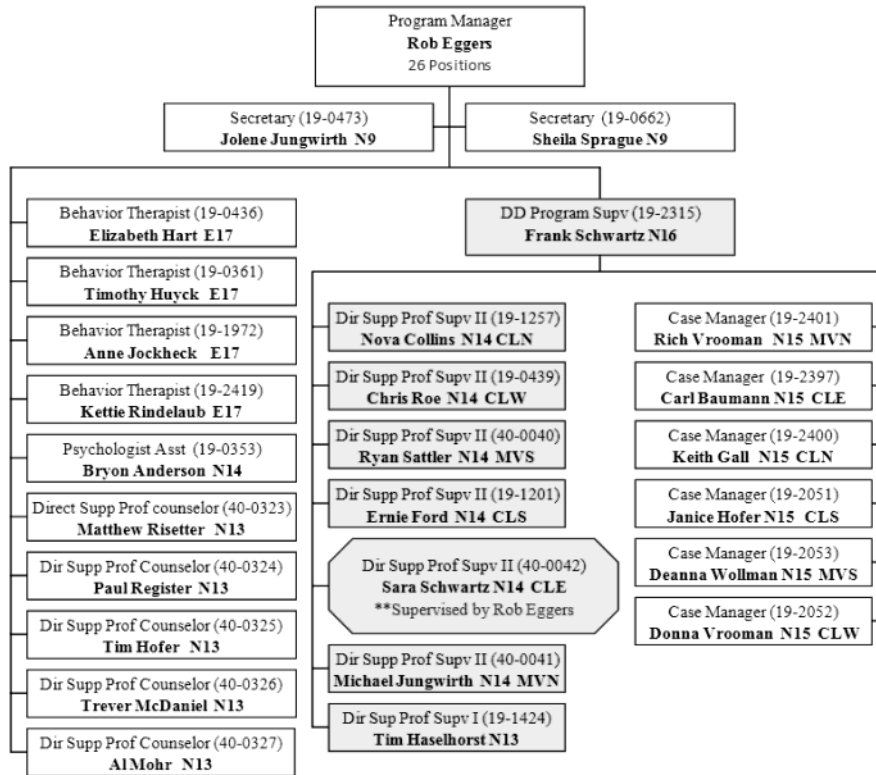 Program Manager
Rob Eggers
26 Positions
Secretary (19-0473)
Jolene Jungwirth N9
Secretary (19-0662)
Sheila Sprague N9
Behavior Therapist (19-0436)
Elizabeth Hart E17
Behavior Therapist (19-0361)
Timothy Huyck E17
Behavior Therapist (19-1972)
Anne Jockheck E17
Behavior Therapist (19-2419)
Kettie Rindelaub E17
Psychologist Asst (19-0353)
Bryon Anderson N14
Direct Supp Prof counselor (40-0323)
Matthew Risetter N13
Dir Supp Prof Counselor (40-0324)
Paul Register N13
Dir Supp Prof Counselor (40-0325)
Tim Hofer N13
Dir Supp Prof Counselor (40-0326)
Trever McDaniel N13
Dir Supp Prof Counselor (40-0327)
Al Mohr N13
DD Program Supv (19-2315)
Frank Schwartz N16
Dir Supp Prof Supv II (19-1257)
Nova Collins N14 CLN
Dir Supp Prof Supv II (19-0439)
Chris Roe N14 CLW
Dir Supp Prof Supv II (40-0040)
Ryan Sattler N14 MVS
Dir Supp Prof Supv II (19-1201)
Ernie Ford N14 CLS
Dir Supp Prof Supv II (40-0042)
Sara Schwartz N14 CLE
**Supervised by Rob Eggers
Dir Supp Prof Supv II (40-0041)
Michael Jungwirth N14 MVN
Dir Sup Prof Supv I (19-1424)
Tim Haselhorst N13
Case Manager (19-2401)
Rich Vrooman N15 MVN
Case Manager (19-2397)
Carl Baumann N15 CLE
Case Manager (19-2400)
Keith Gall N15 CLN
Case Manager (19-2051)
Janice Hofer N15 CLS
Case Manager (19-2053)
Deanna Wollman N15 MVS
Case Manager (19-2052)
Donna Vrooman N15 CLW